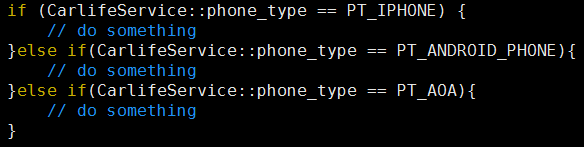 if (CarlifeService::phone_type == PT_IPHONE) {
    // do something
}else if(CarlifeService::phone_type == PT_ANDROID_PHONE){
    // do something
}else if(CarlifeService::phone_type == PT_AOA){
    // do something
}